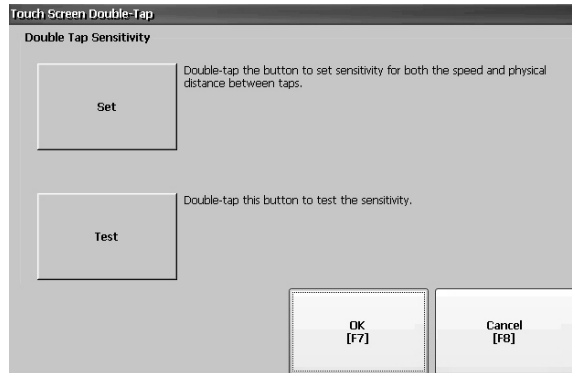 Touch Screen Double-Tap
Double Tap Sensitivity
Set
Double-tap the button to set sensitivity for both the speed and physical
distance between taps.
Test
Double-tap this button to test the sensitivity.
OK
[F7]
Cancel
[F8]